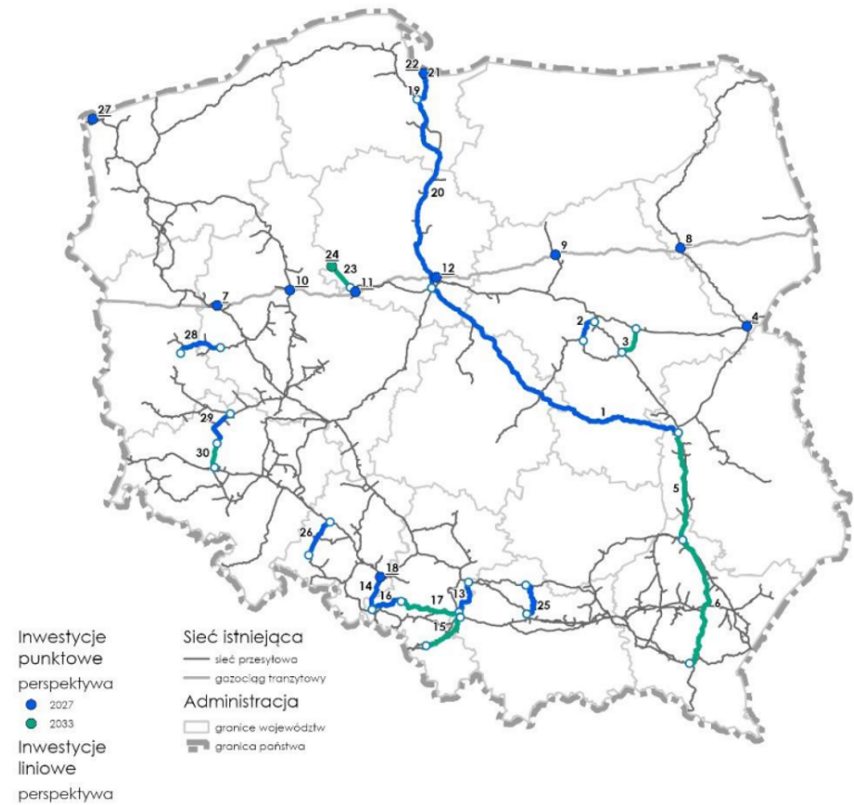 22
21
27
19
20
8
9
24
12
23
10
11
7
4
2
28
3
1
29
30
5
26
18
14
16
17
13
25
6
15
Inwestycje
punktowe
perspektywa
2027
2033
Inwestycje
liniowe
perspektywa
Sieć istniejąca
sieć przesyłowa
gazociąg tranzytowy
Administracja
granice województw
granica państwa